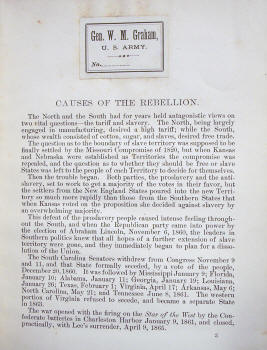 Gen. W. M. Graham,
U. S. ARMY.
No.
CAUSES OF THE REBELLION.
The North and the South had for years held antagonistic views on
two vital questions—the tariff and slavery. The North, being largely
engaged in manufacturing, desired a high tariff; while the South,
whose wealth consisted of cotton, sugar, and slaves, desired free trade.
The question as to the boundary of slave territory was supposed to be
finally settled by the Missouri Compromise of 1820, but when Kansas
and Nebraska were established as Territories the compromise was
repealed, and the question as to whether they should be free or slave
States was left to the people of each Territory to decide for themselves.
Then the trouble began. Both parties, the proslavery and the anti-
slavery, set to work to get a majority of the votes in their favor, but
the settlers from the New England States poured into the new Terri-
tory so much more rapidly than those from the Southern States that
when Kansas voted on the proposition she decided against slavery by
an overwhelming majority.
This defeat of the proslavery people caused intense feeling through-
out the South, and when the Republican party came into power by
the election of Abraham Lincoln, November 6, 1860, the leaders in
Southern politics knew that all hopes of a further extension of slave
territory were gone, and they immediately began to plan for a disso-
lution of the Union.
The South Carolina Senators withdrew from Congress November 9
and 11, and that State formally seceded, by a vote of the people,
December 20, 1860. It was followed by Mississippi January 9; Florida,
January 10; Alabama, January 11; Georgia, January 19; Louisiana,
January 26; Texas, February 1; Virginia, April 17; Arkansas, May 6;
North Carolina, May 21; and Tennessee June 8, 1861. The western
portion of Virginia refused to secede, and became a separate State
in 1863.
The war opened with the firing on the Star of the West by the Con-
federate batteries in Charleston Harbor January 9, 1861, and closed,
practically, with Lee's surrender, April 9, 1865.